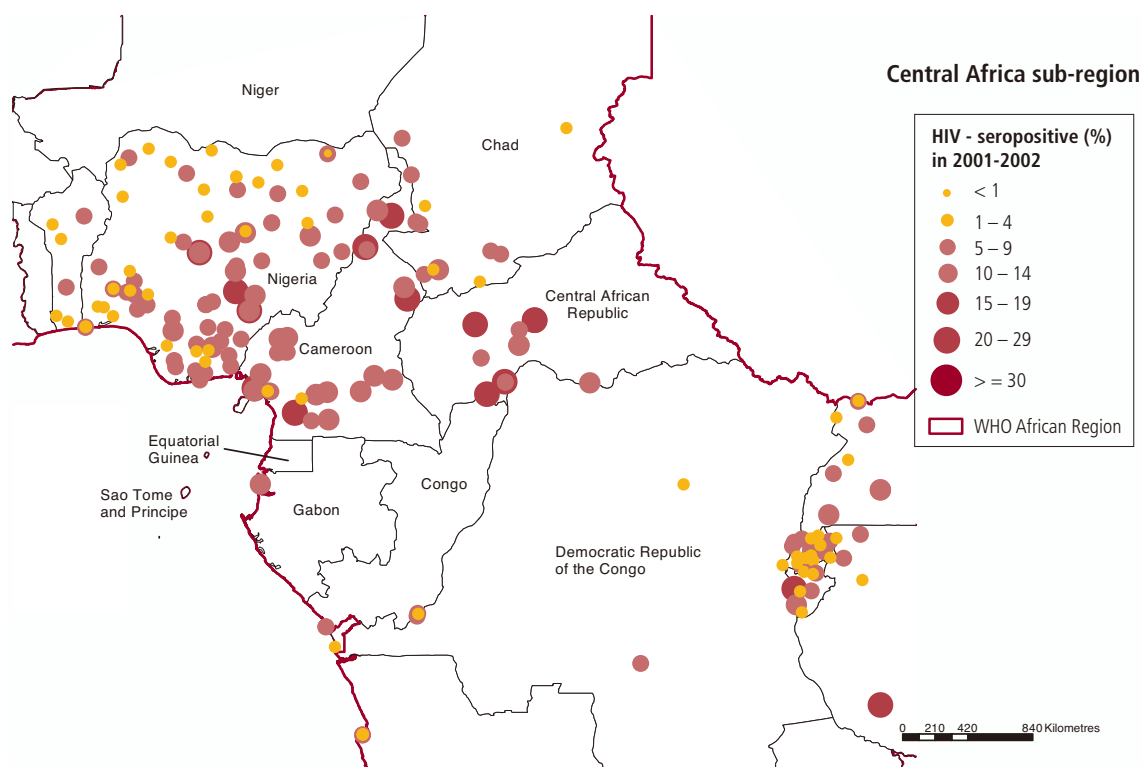 Central Africa sub-region
HIV - seropositive (%)
in 2001-2002
< 1
1 – 4
5 – 9
10 – 14
15 – 19
20 – 29
> = 30
WHO African Region
Niger
Chad
Nigeria
Central African
Republic
Cameroon
Equatorial
Guinea
Sao Tome
and Principe
Gabon
Congo
Democratic Republic
of the Congo
0 210 420 840 Kilometres